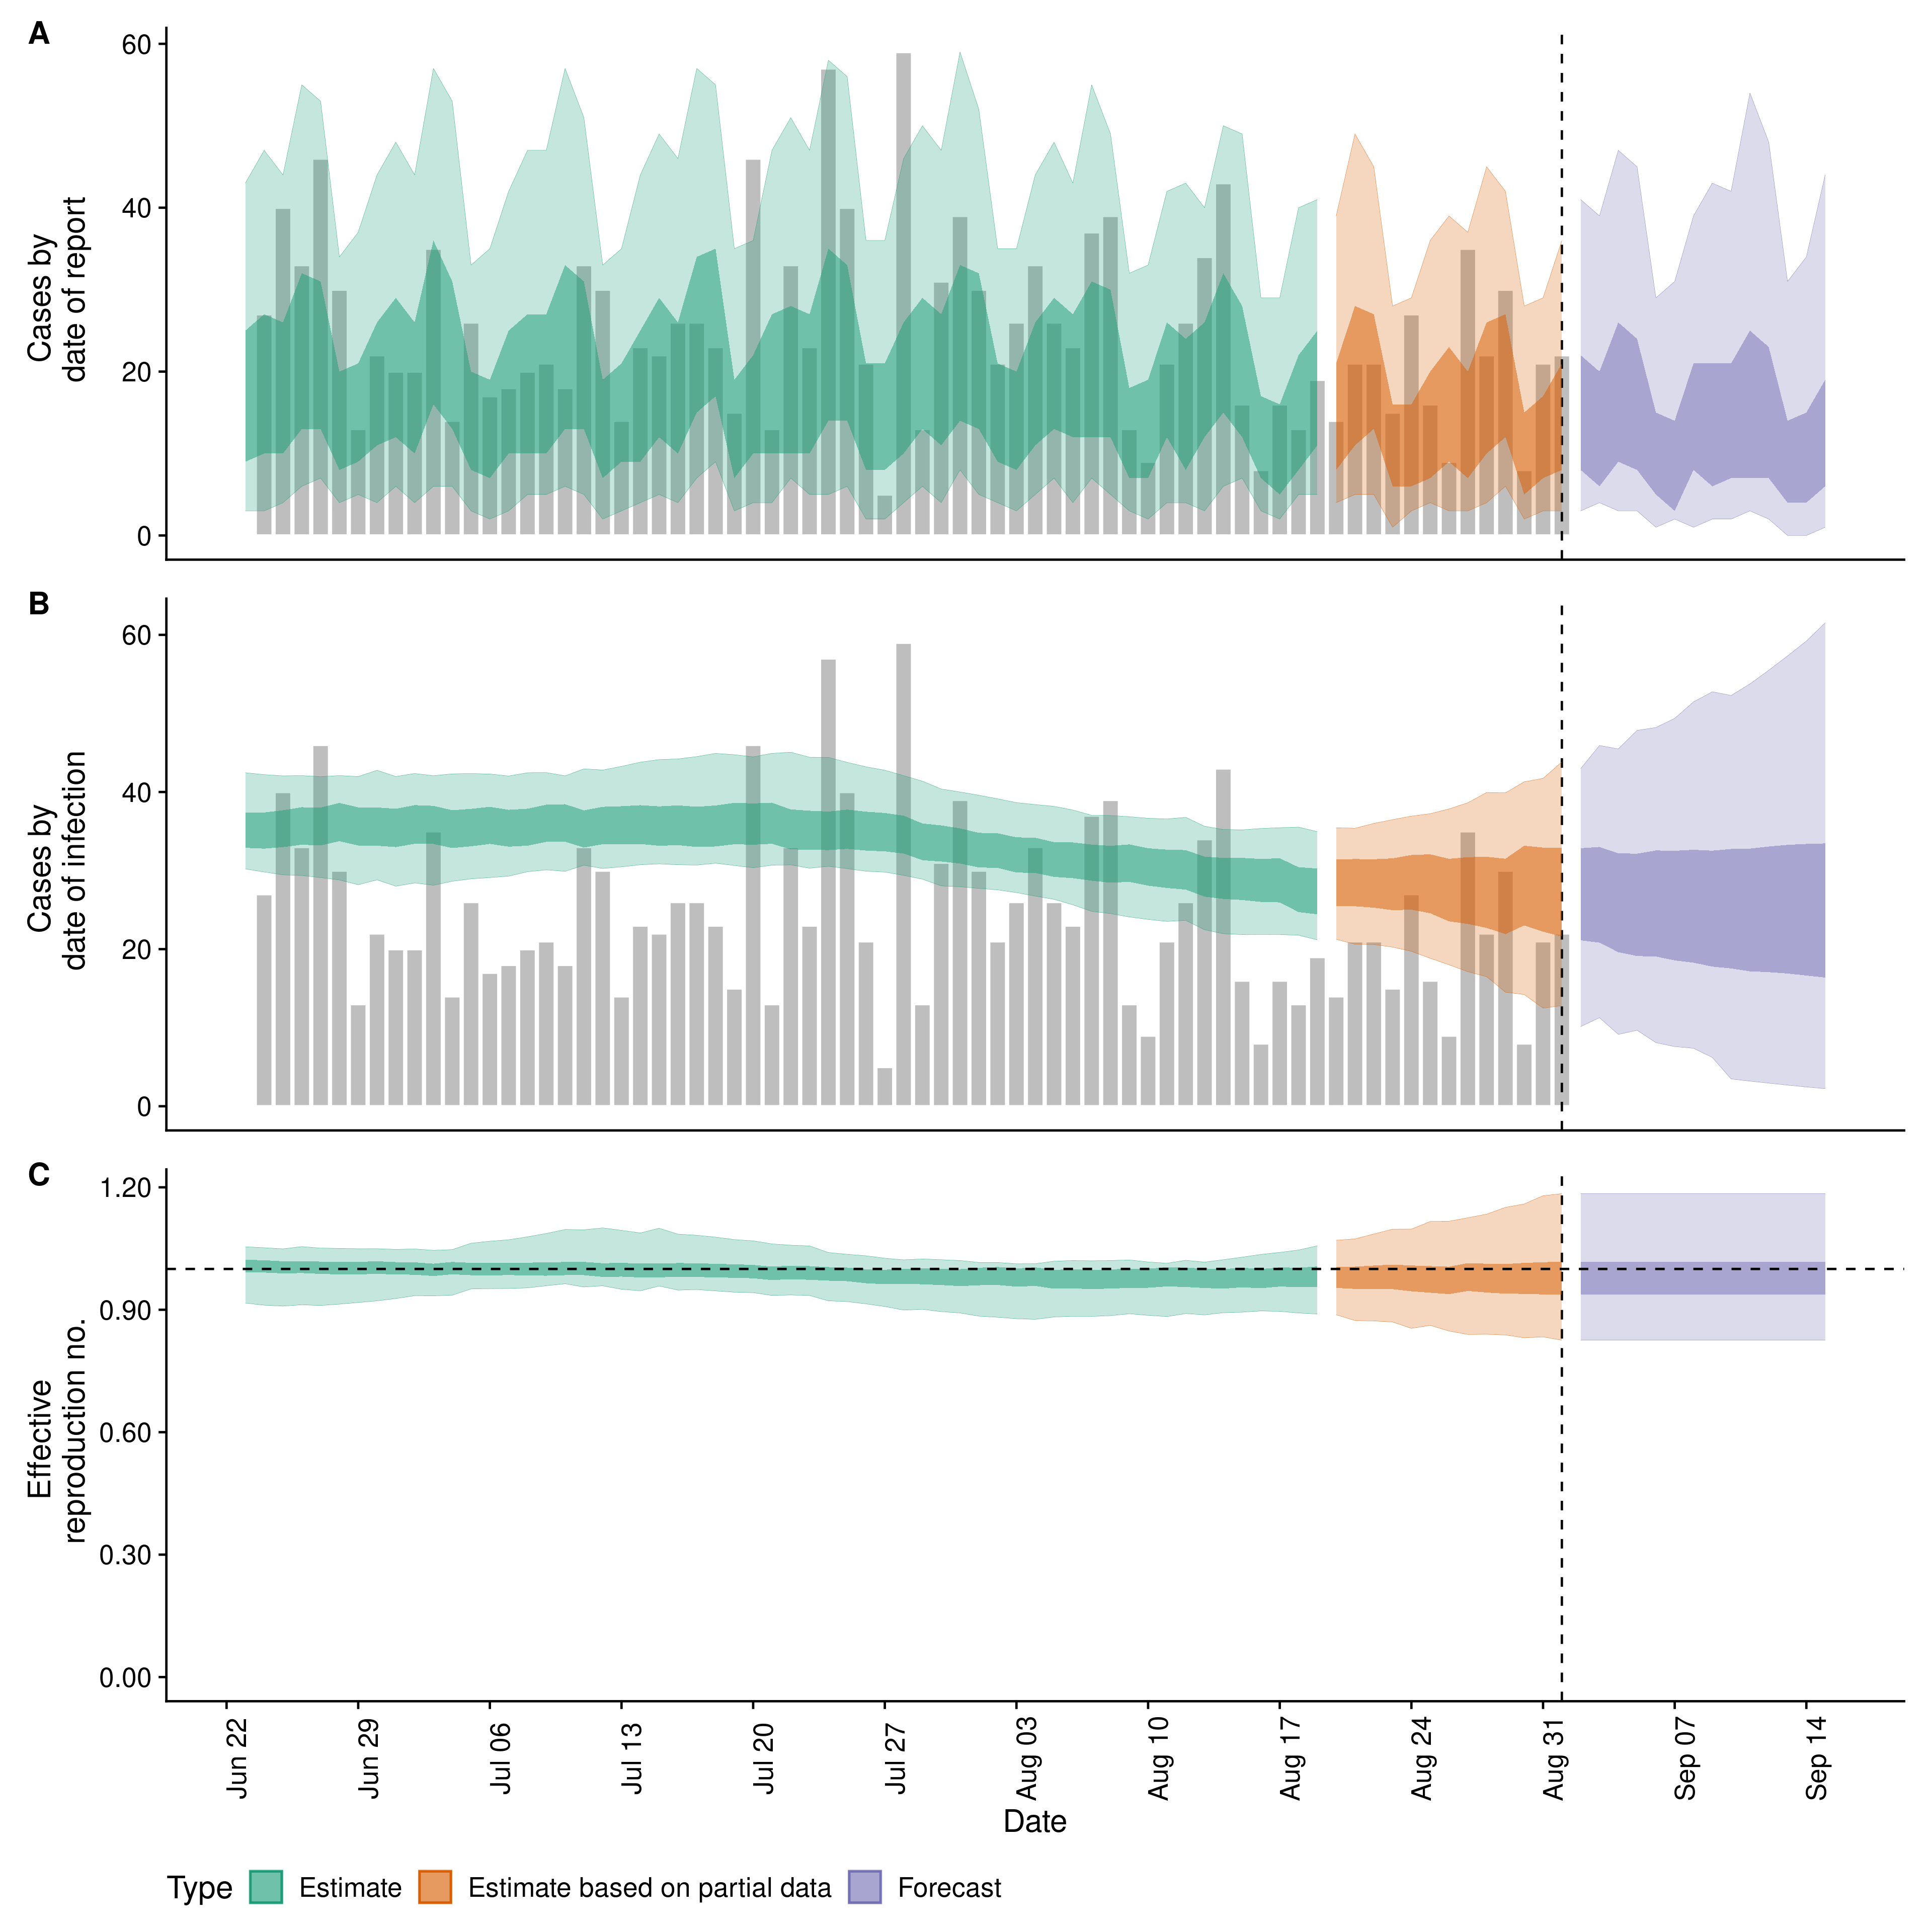 A
60
40
20
0
Cases by
date of report
B
60
40
20
0
Cases by
date of infection
C
1.20
0.90
0.60
0.30
0.00
Effective
reproduction no.
Jun 22
Jun 29
Jul 06
Jul 13
Jul 20
Jul 27
Aug 03
Aug 10
Aug 17
Aug 24
Aug 31
Sep 07
Sep 14
Date
Type Estimate Estimate based on partial data Forecast